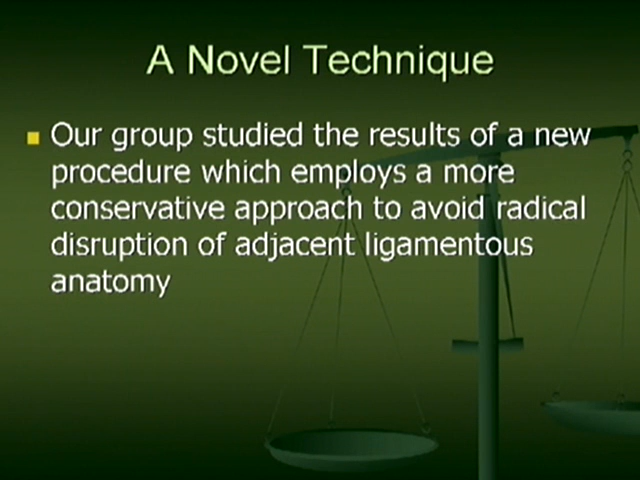 A Novel Technique
Our group studied the results of a new
procedure which employs a more
conservative approach to avoid radical
disruption of adjacent ligamentous
anatomy